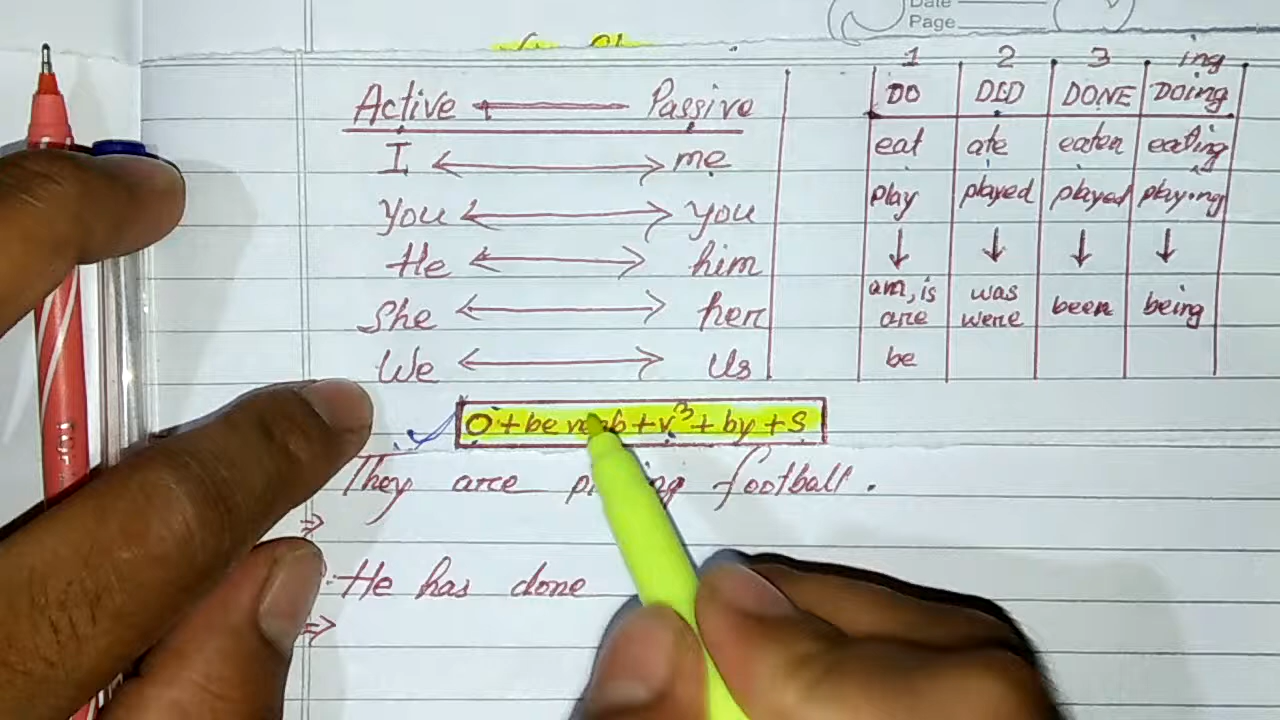 Date
Page
Active ← Passive
I ↔ me
You ↔ you
He ↔ him
She ↔ her
We ↔ Us
1 2 3 ing
DO DID DONE Doing
eat ate eaten eating
play played played playing
↓ ↓ ↓ ↓
am, is was been being
are were
be
O + be verb + v³ + by + S
They are football.
⇒
He has done
⇒